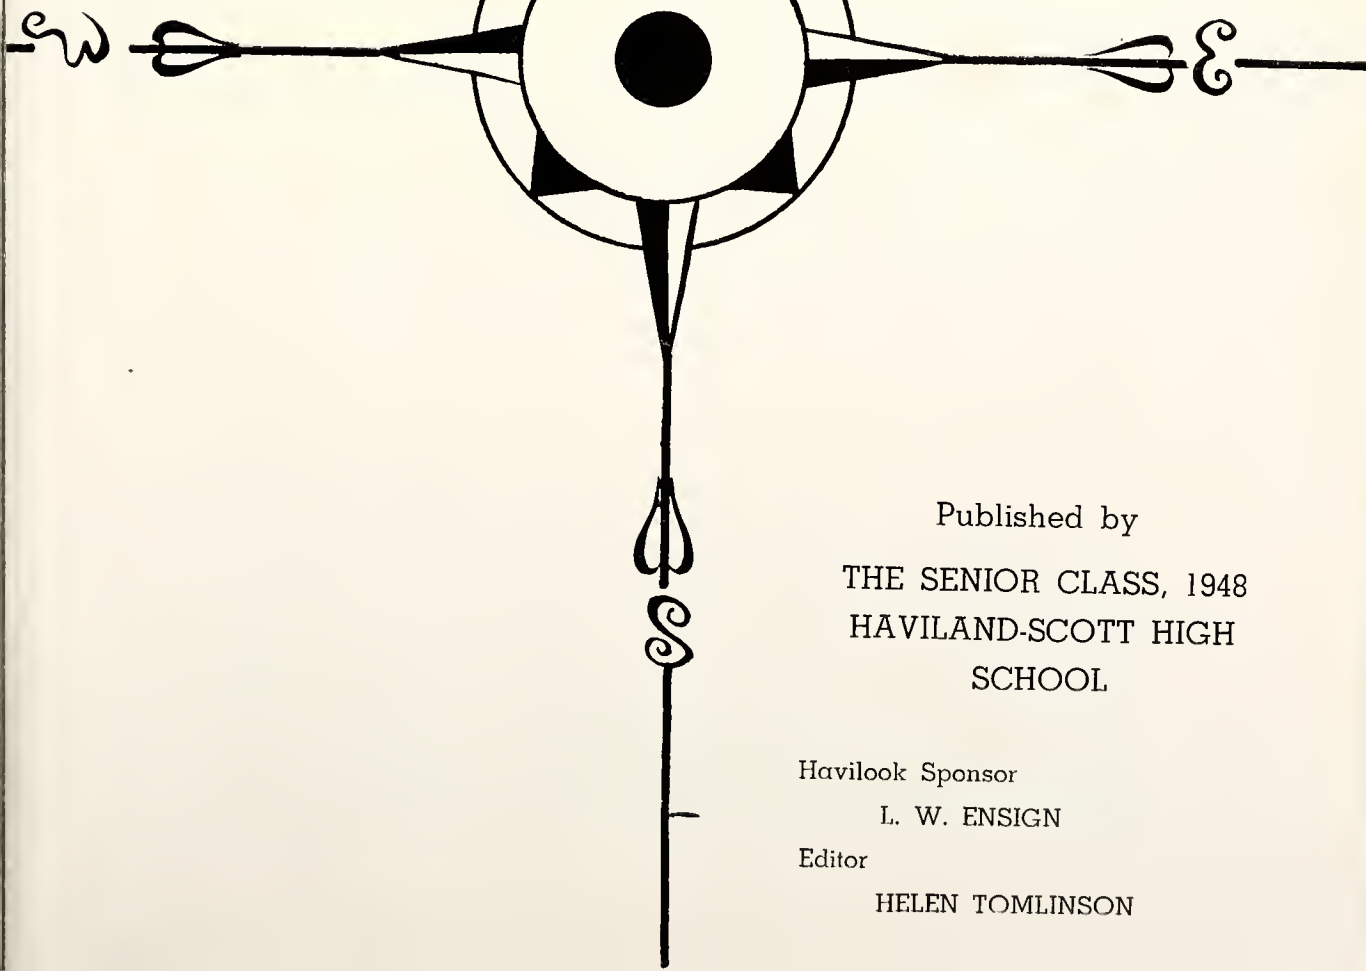 W
E
S
Published by
THE SENIOR CLASS, 1948
HAVILAND-SCOTT HIGH
SCHOOL
Havilook Sponsor
L. W. ENSIGN
Editor
HELEN TOMLINSON